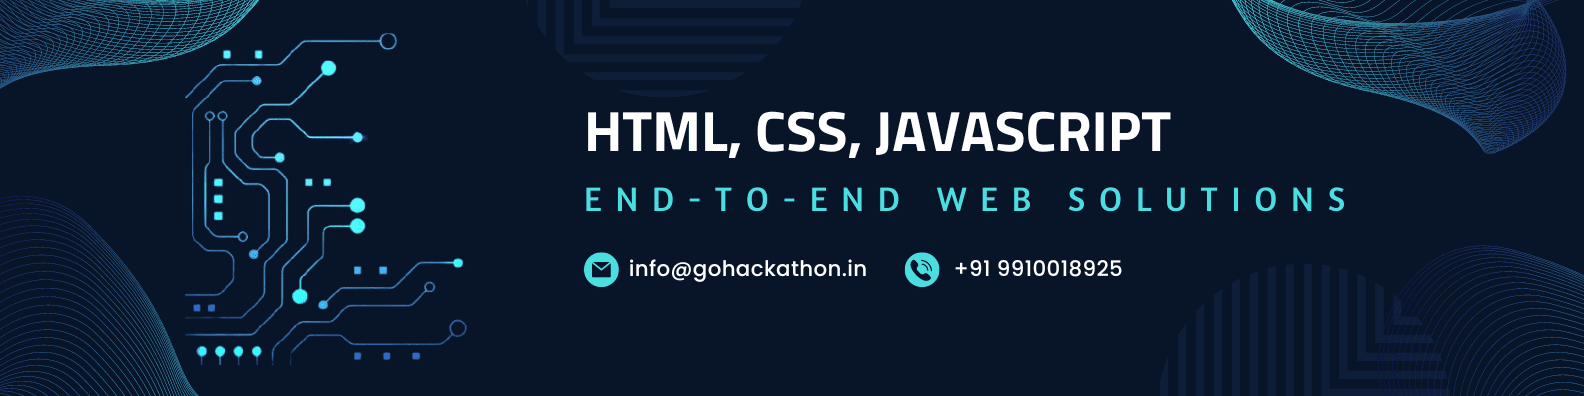 HTML, CSS, JAVASCRIPT
END-TO-END WEB SOLUTIONS
info@gohackathon.in +91 9910018925